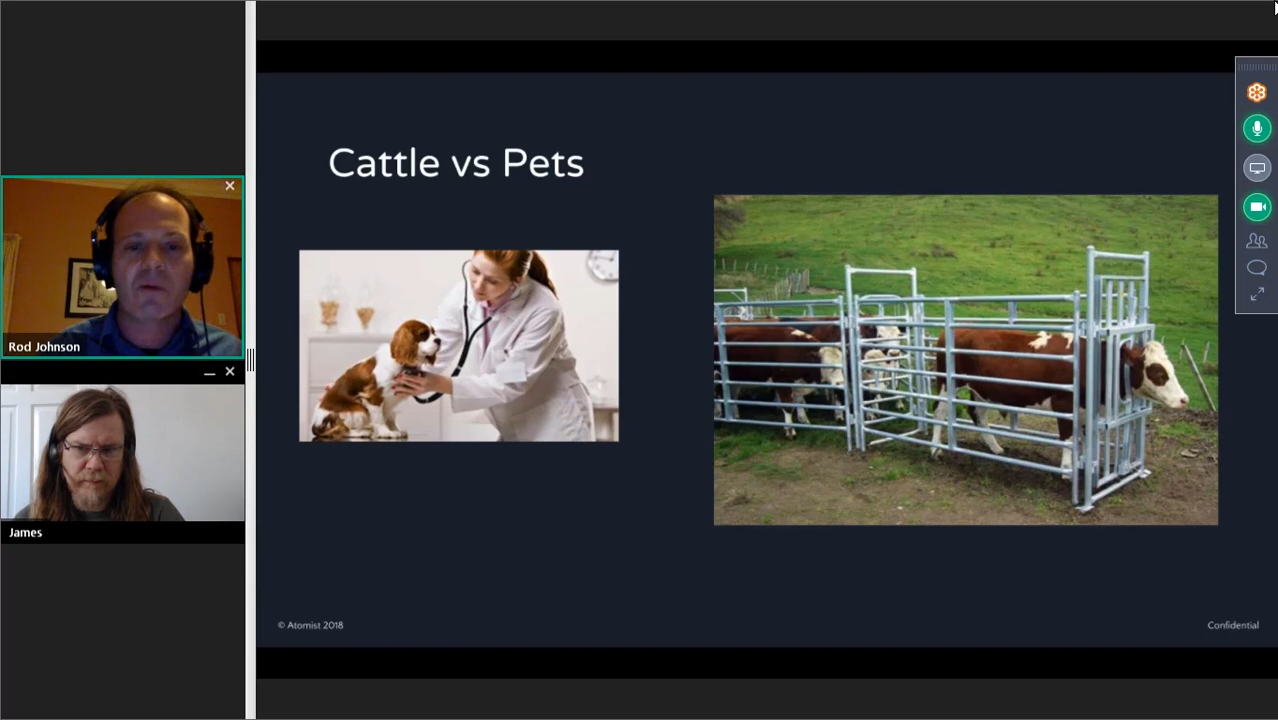 Cattle vs Pets
Rod Johnson
James
© Atomist 2018
Confidential